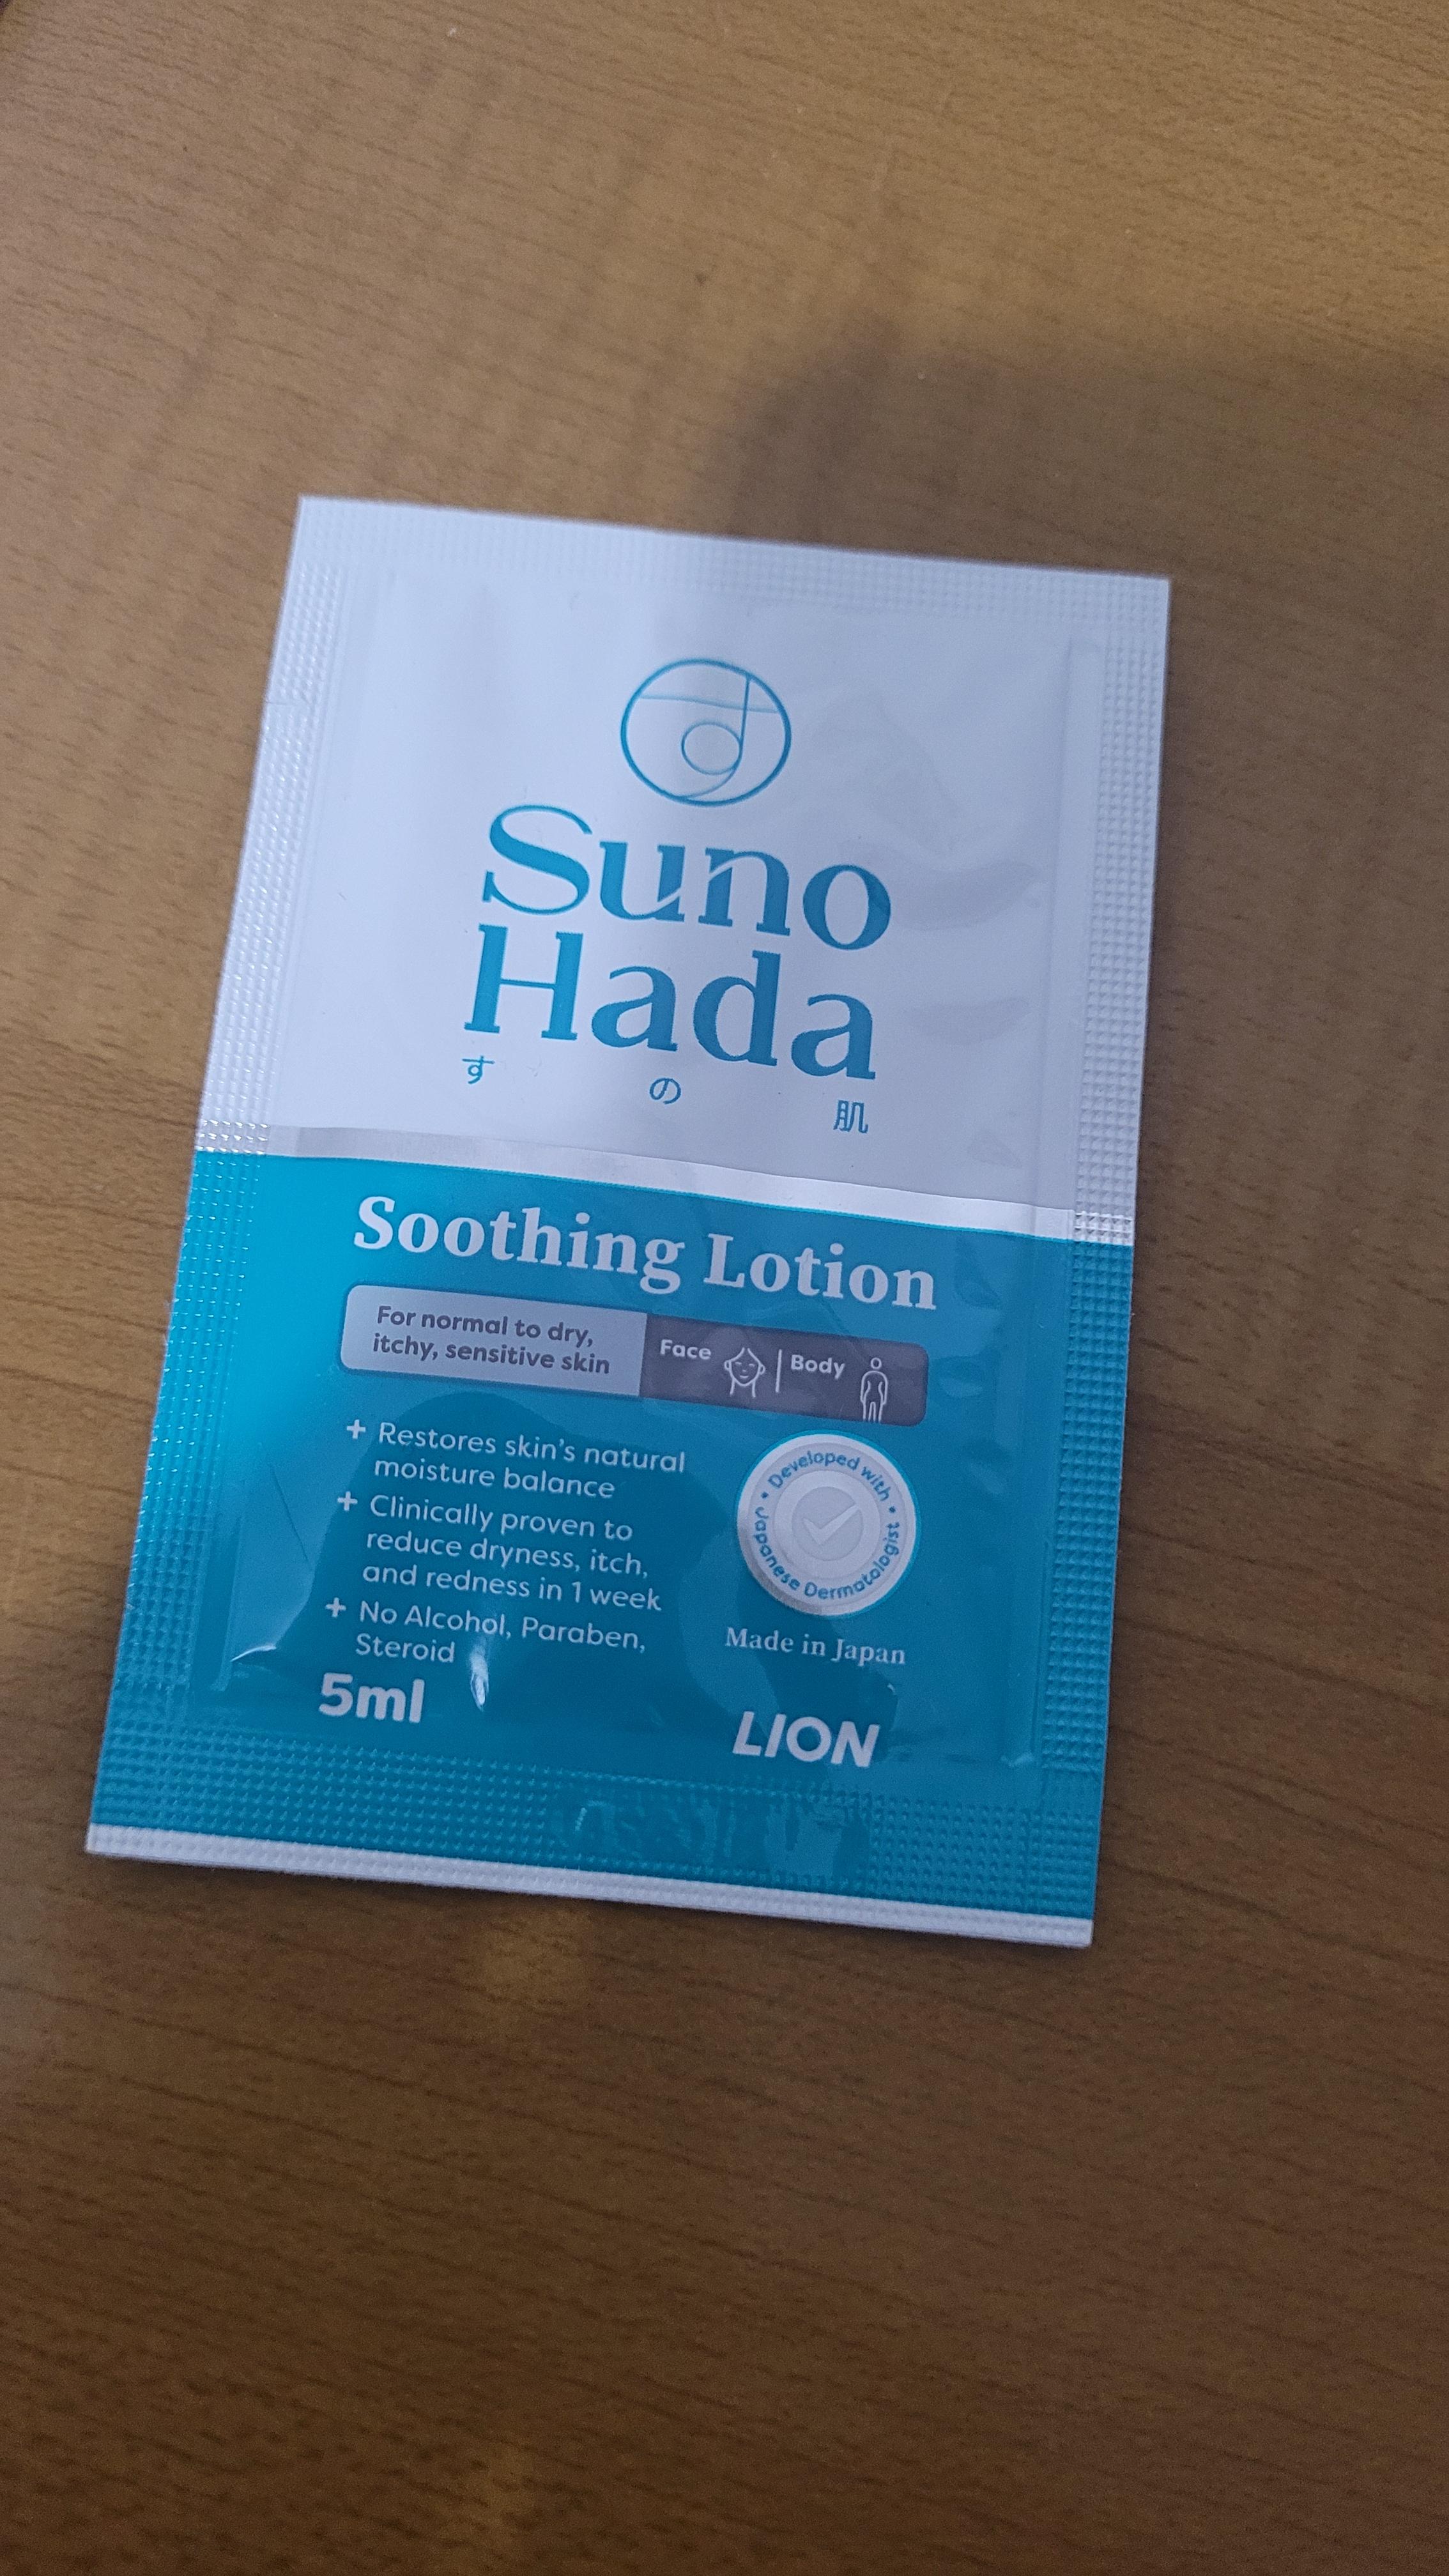 Suno
Hada
す の 肌
Soothing Lotion
For normal to dry,
itchy, sensitive skin
Face
Body
+ Restores skin's natural
moisture balance
+ Clinically proven to
reduce dryness, itch,
and redness in 1 week
+ No Alcohol, Paraben,
Steroid
• Developed with •
Japanese Dermatologist
Made in Japan
5ml
LION